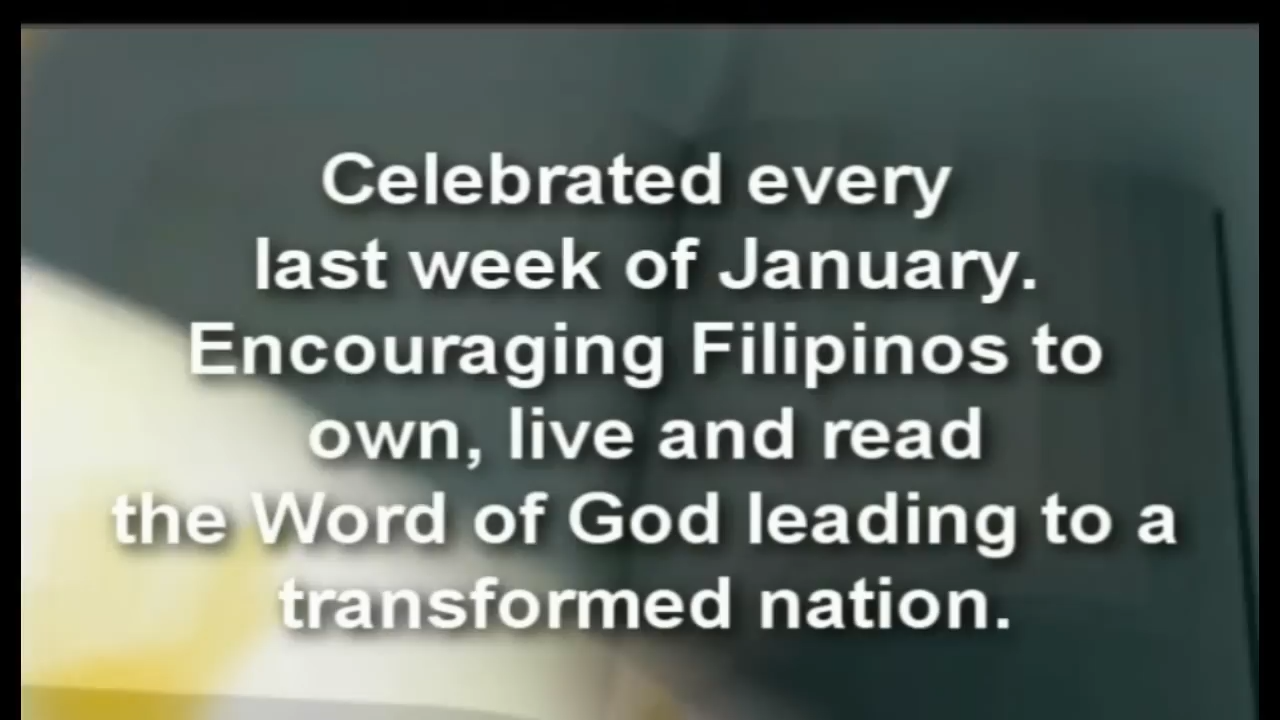 Celebrated every
last week of January.
Encouraging Filipinos to
own, live and read
the Word of God leading to a
transformed nation.